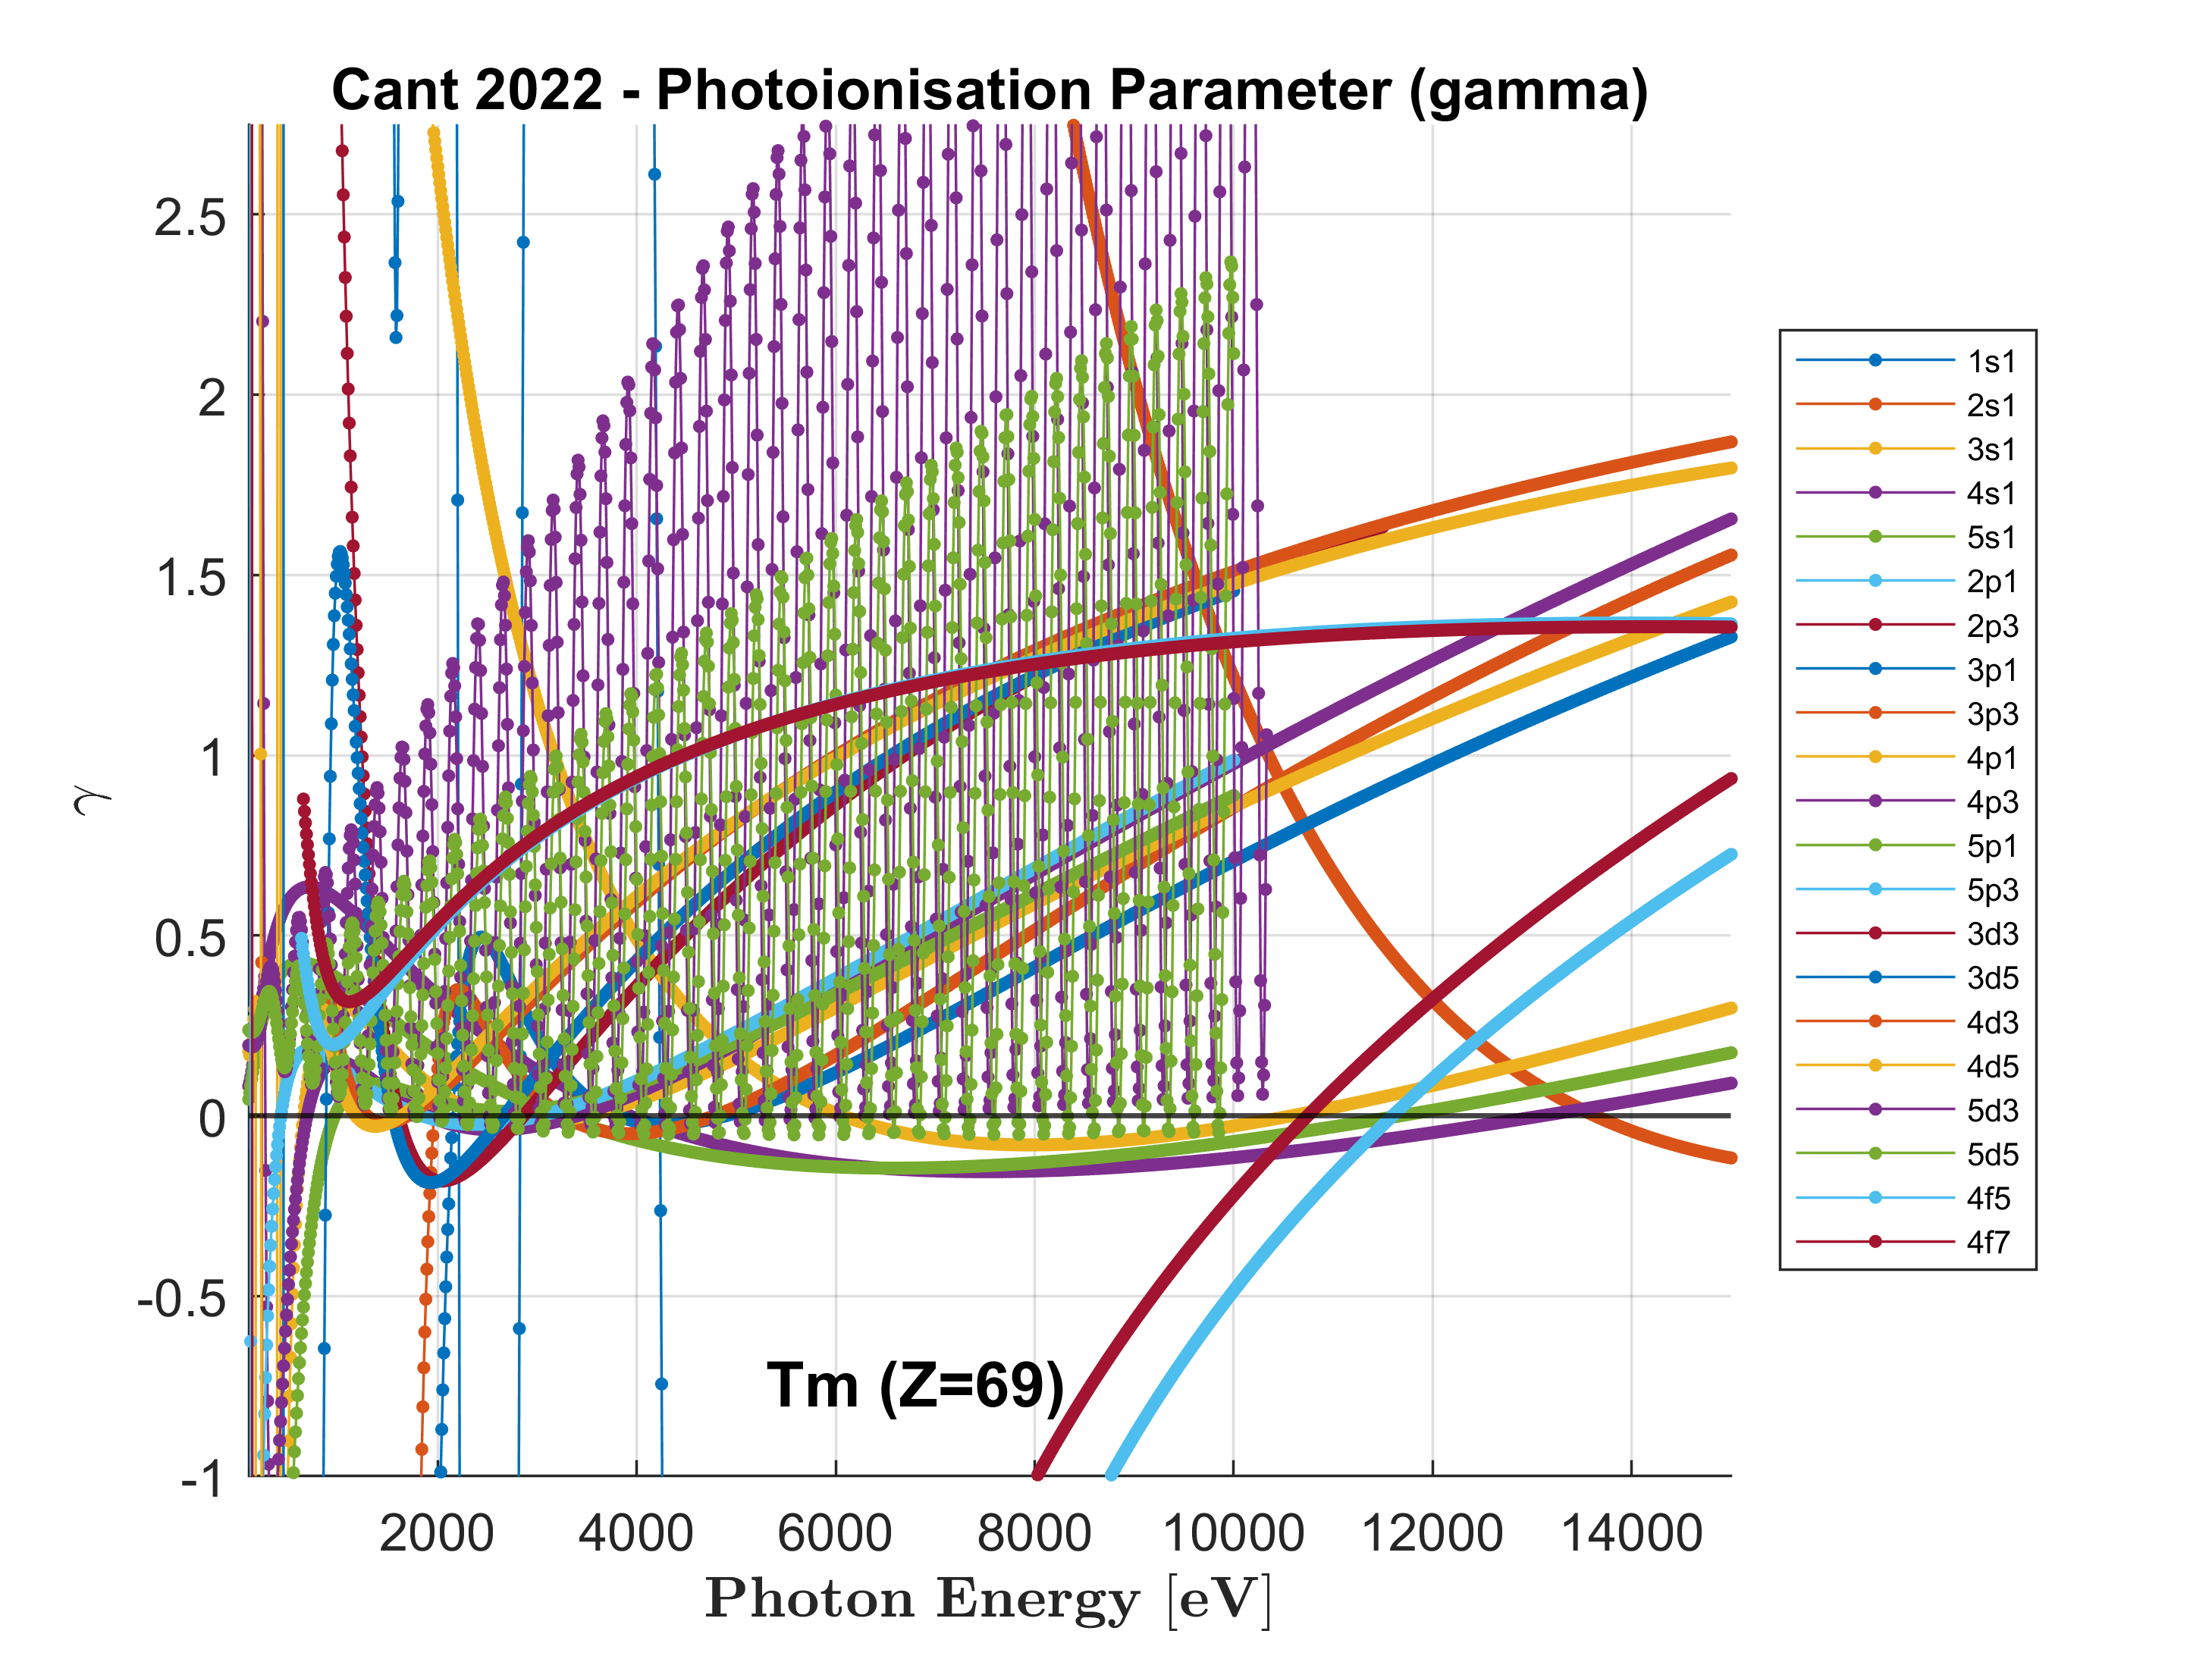 Cant 2022 - Photoionisation Parameter (gamma)
2.5
2
1.5
1
0.5
0
-0.5
-1
γ
2000 4000 6000 8000 10000 12000 14000
Photon Energy [eV]
Tm (Z=69)
1s1
2s1
3s1
4s1
5s1
2p1
2p3
3p1
3p3
4p1
4p3
5p1
5p3
3d3
3d5
4d3
4d5
5d3
5d5
4f5
4f7